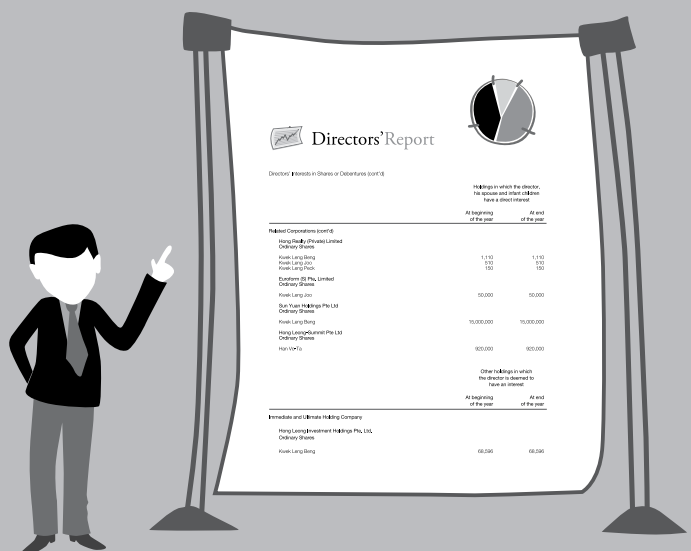 Directors'Report
Directors' Interests in Shares or Debentures (cont'd)
Holdings in which the director,
his spouse and infant children
have a direct interest
At beginning At end
of the year of the year
Related Corporations (cont'd)
Hong Realty (Private) Limited
Ordinary Shares
Kwek Leng Beng 1,110 1,110
Kwek Leng Joo 510 510
Kwek Leng Peck 150 150
Euroform (S) Pte. Limited
Ordinary Shares
Kwek Leng Joo 50,000 50,000
Sun Yuan Holdings Pte Ltd
Ordinary Shares
Kwek Leng Beng 15,000,000 15,000,000
Hong Leong-Summit Pte Ltd
Ordinary Shares
Han Vo-Ta 920,000 920,000
Other holdings in which
the director is deemed to
have an interest
At beginning At end
of the year of the year
Immediate and Ultimate Holding Company
Hong Leong Investment Holdings Pte. Ltd.
Ordinary Shares
Kwek Leng Beng 68,596 68,596